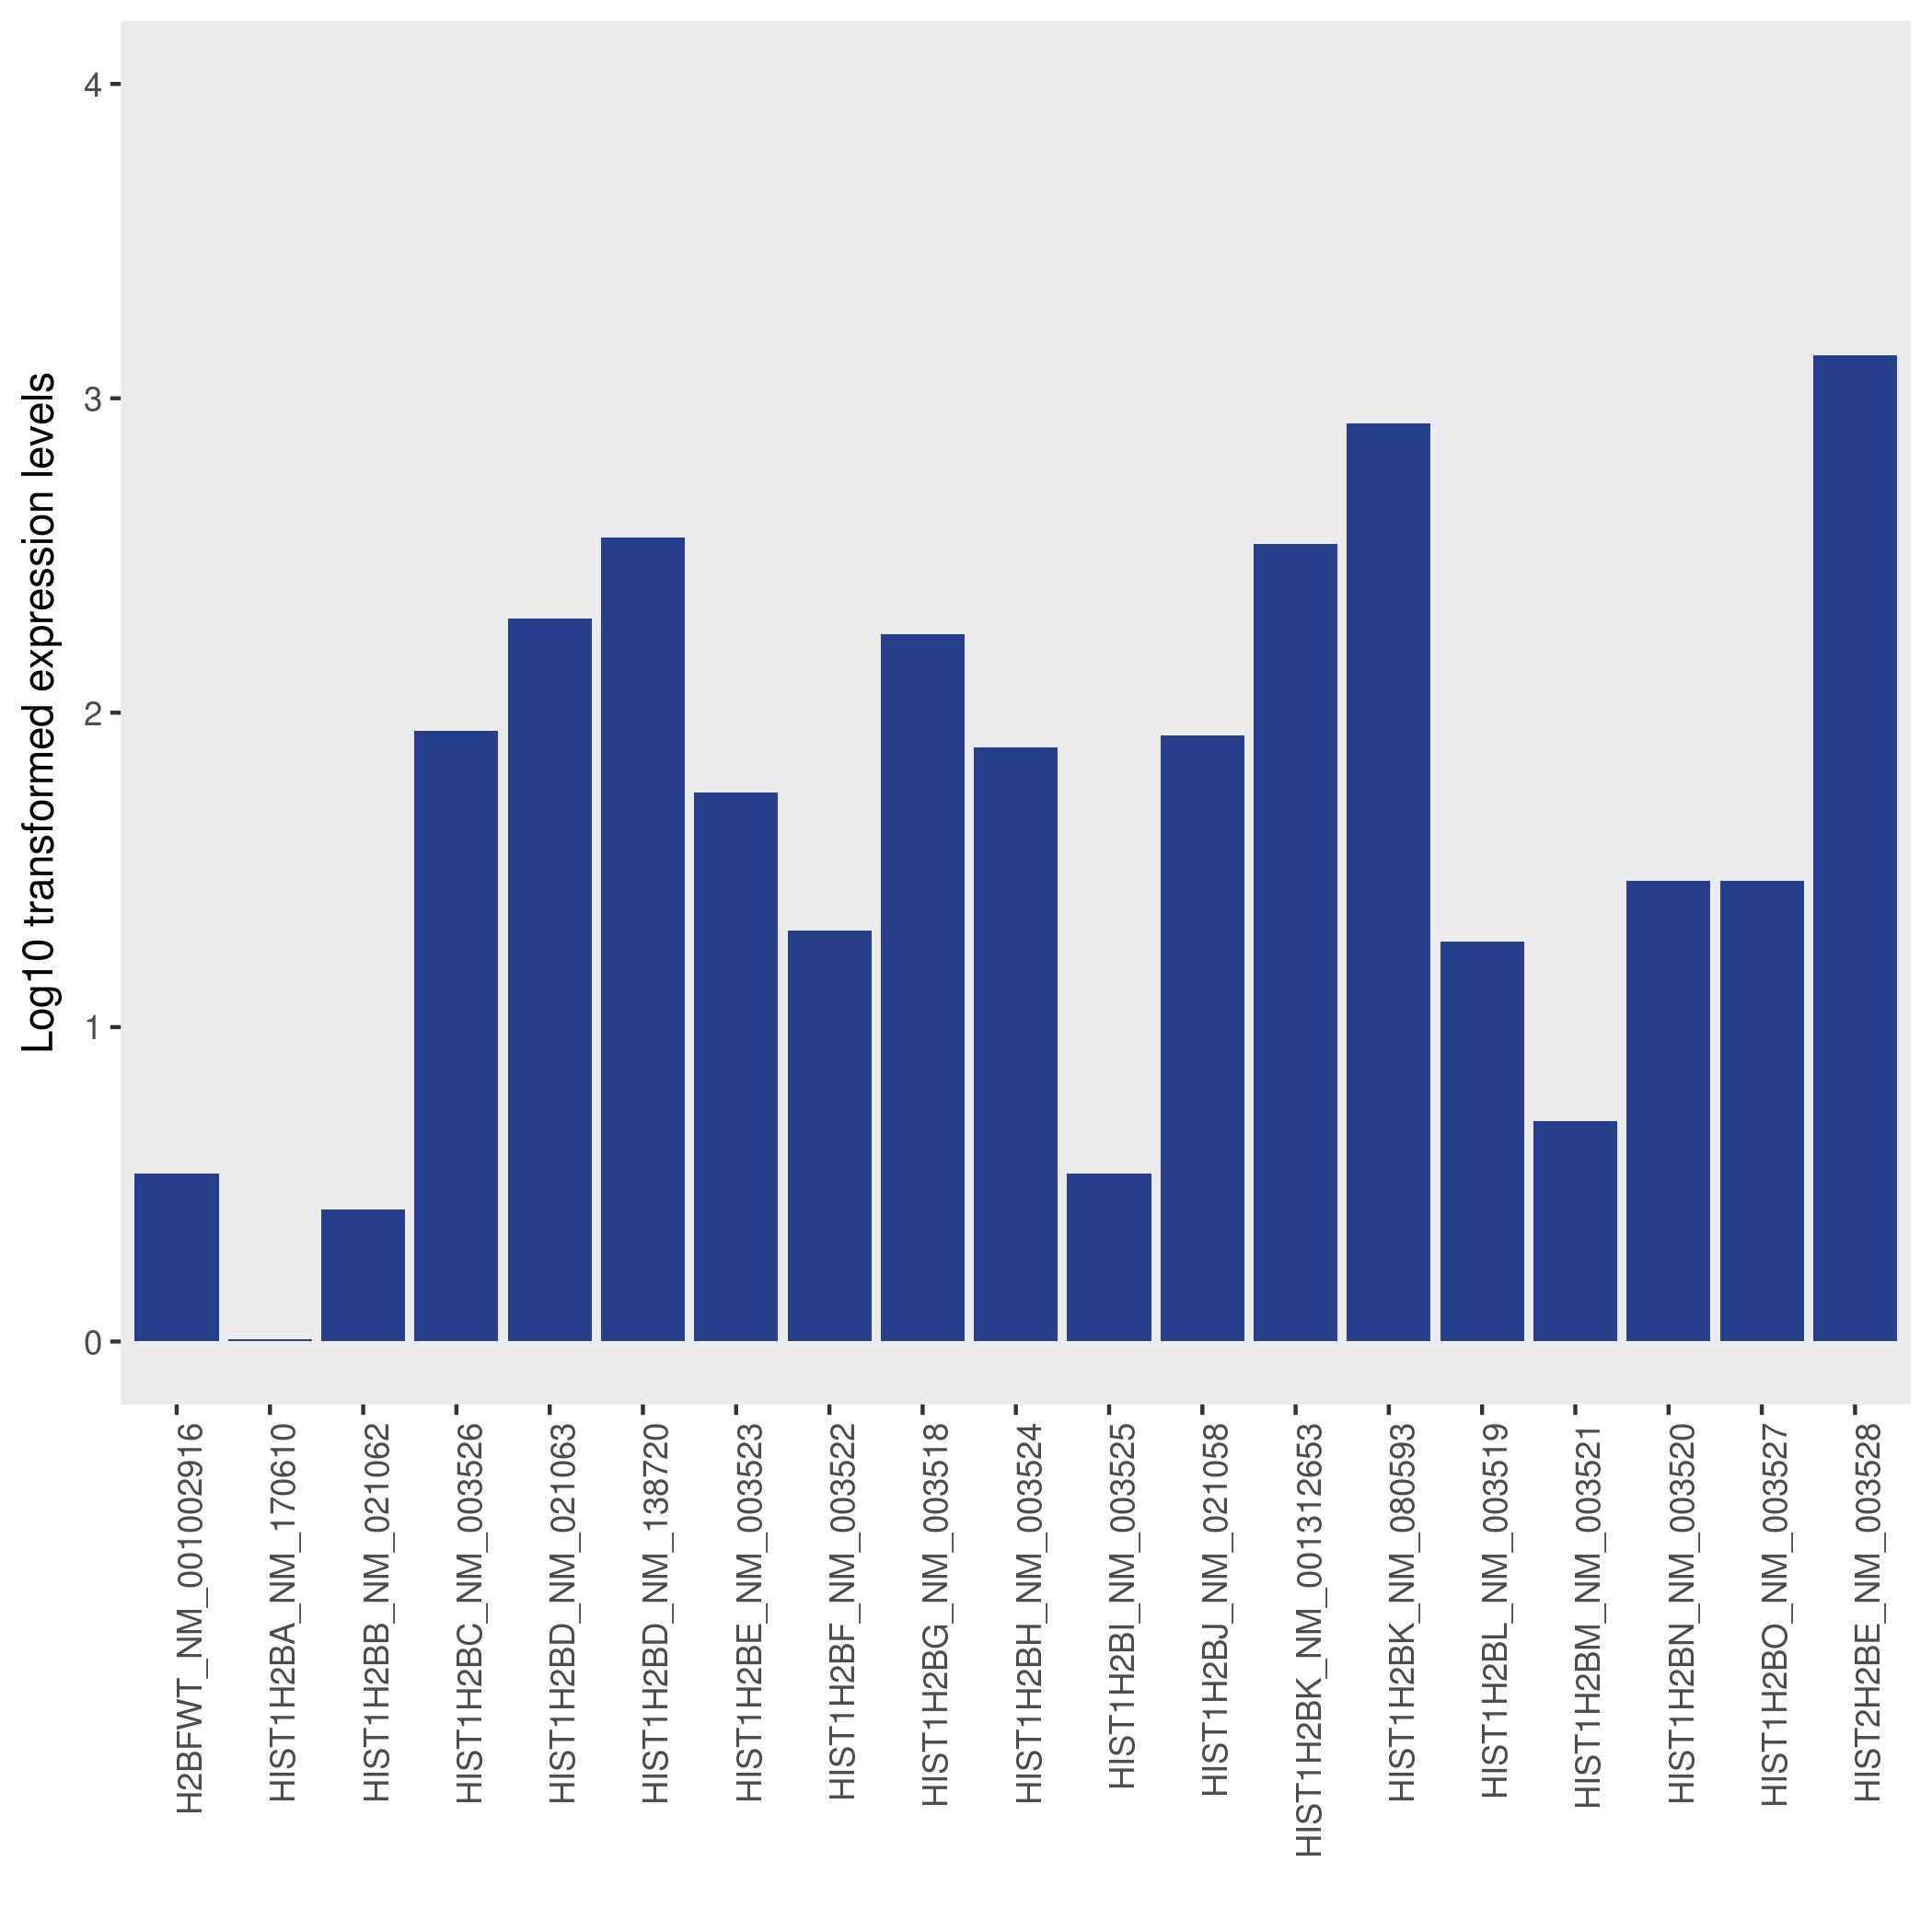 Log10 transformed expression levels
4
3
2
1
0
H2BFWT_NM_001002916
HIST1H2BA_NM_170610
HIST1H2BB_NM_021062
HIST1H2BC_NM_003526
HIST1H2BD_NM_021063
HIST1H2BD_NM_138720
HIST1H2BE_NM_003523
HIST1H2BF_NM_003522
HIST1H2BG_NM_003518
HIST1H2BH_NM_003524
HIST1H2BI_NM_003525
HIST1H2BJ_NM_021058
HIST1H2BK_NM_001312653
HIST1H2BK_NM_080593
HIST1H2BL_NM_003519
HIST1H2BM_NM_003521
HIST1H2BN_NM_003520
HIST1H2BO_NM_003527
HIST2H2BE_NM_003528